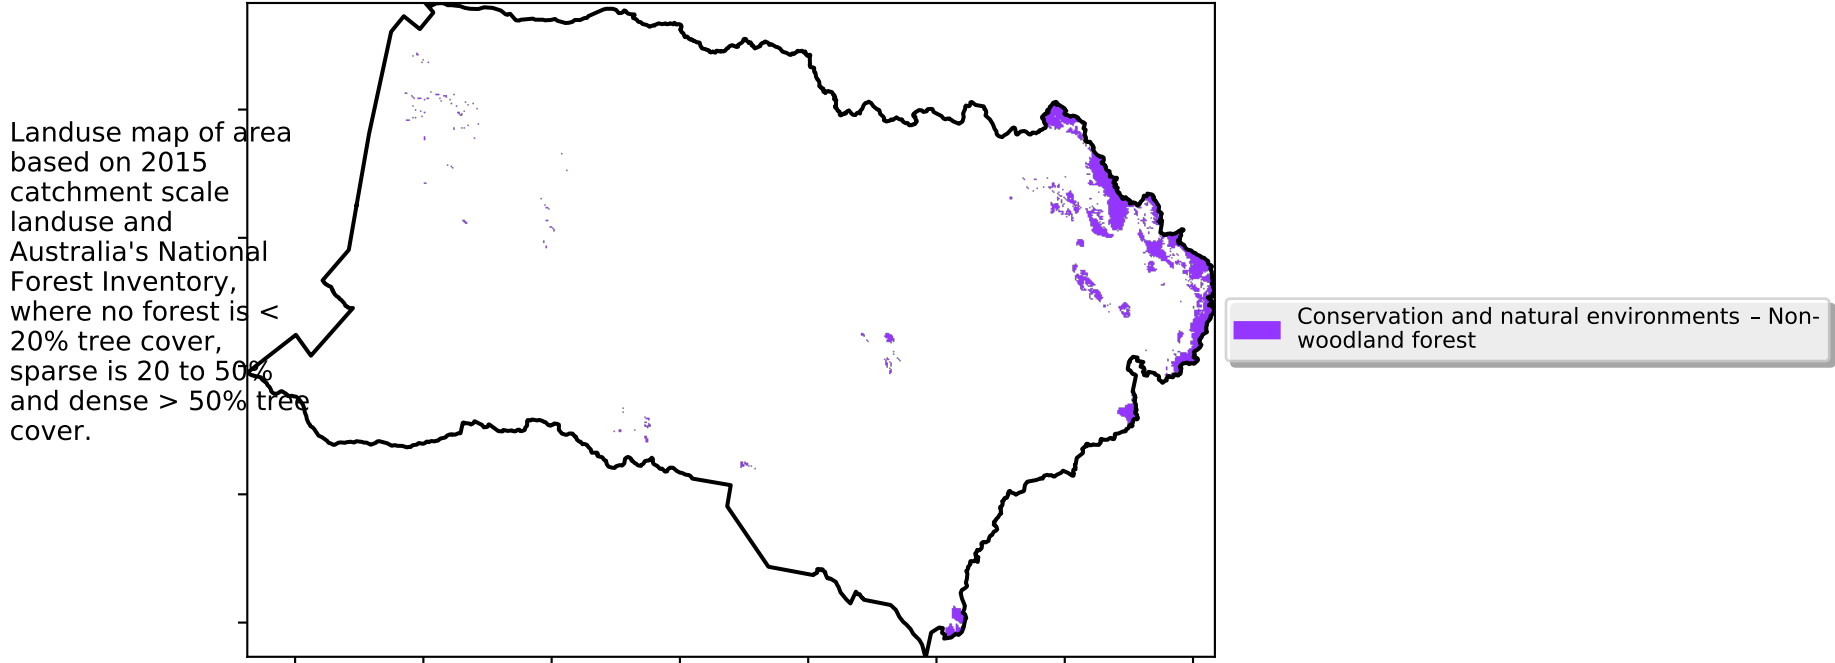 Landuse map of area
based on 2015
catchment scale
landuse and
Australia's National
Forest Inventory,
where no forest is <
20% tree cover,
sparse is 20 to 50%
and dense > 50% tree
cover.
Conservation and natural environments – Non-
woodland forest